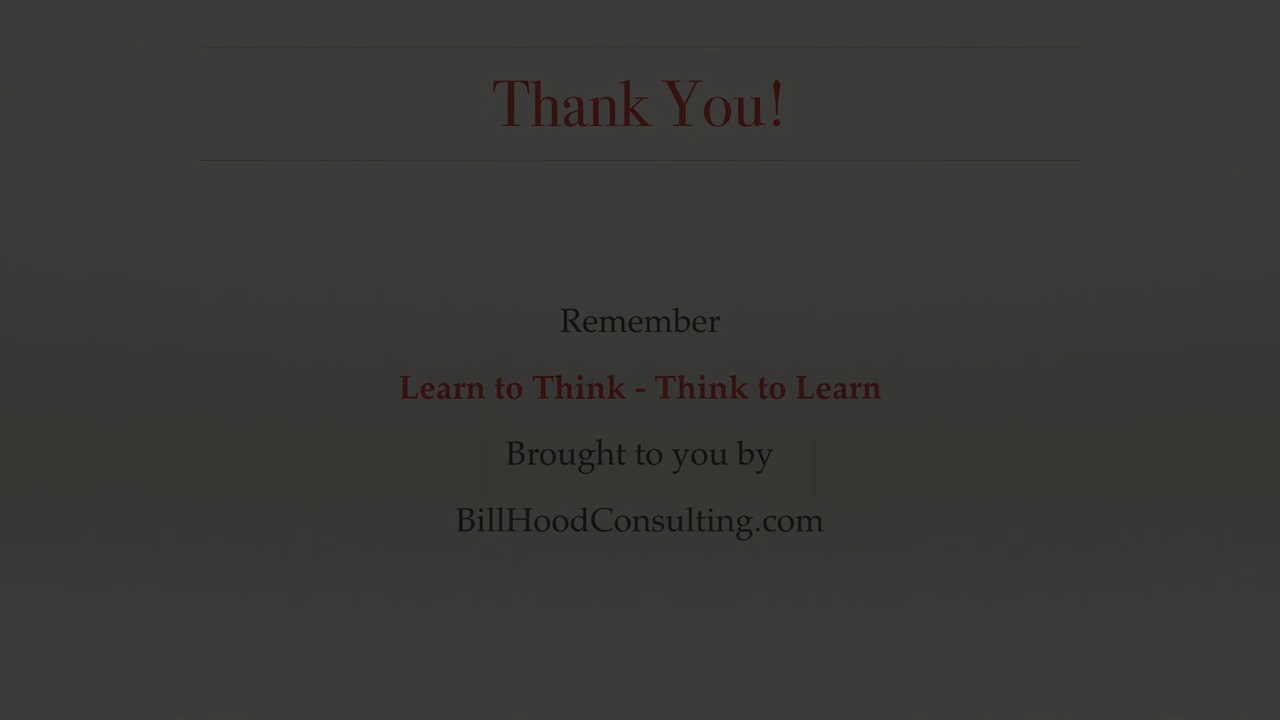 Thank You!
Remember
Learn to Think - Think to Learn
Brought to you by
BillHoodConsulting.com